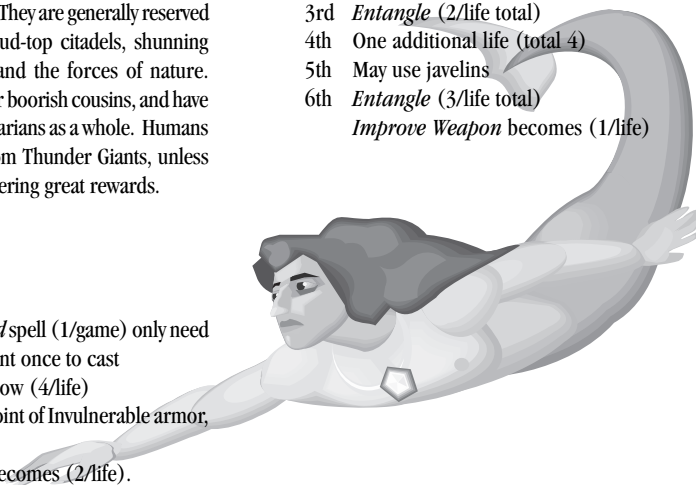 They are generally reserved
ud-top citadels, shunning
and the forces of nature.
r boorish cousins, and have
arians as a whole. Humans
om Thunder Giants, unless
ering great rewards.
d spell (1/game) only need
nt once to cast
ow (4/life)
oint of Invulnerable armor,
ecomes (2/life).
3rd Entangle (2/life total)
4th One additional life (total 4)
5th May use javelins
6th Entangle (3/life total)
Improve Weapon becomes (1/life)